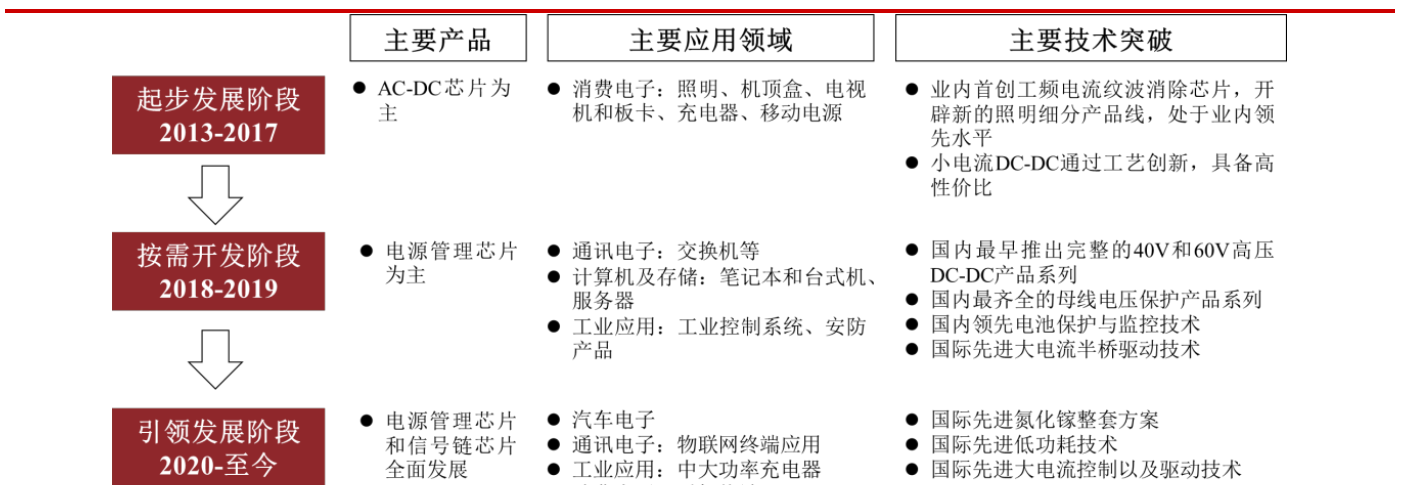 主要产品
主要应用领域
主要技术突破
起步发展阶段
2013-2017
● AC-DC芯片为
主
● 消费电子：照明、机顶盒、电视
机和板卡、充电器、移动电源
● 业内首创工频电流纹波消除芯片，开
辟新的照明细分产品线，处于业内领
先水平
● 小电流DC-DC通过工艺创新，具备高
性价比
按需开发阶段
2018-2019
● 电源管理芯片
为主
● 通讯电子：交换机等
● 计算机及存储：笔记本和台式机、
服务器
● 工业应用：工业控制系统、安防
产品
● 国内最早推出完整的40V和60V高压
DC-DC产品系列
● 国内最齐全的母线电压保护产品系列
● 国内领先电池保护与监控技术
● 国际先进大电流半桥驱动技术
引领发展阶段
2020-至今
● 电源管理芯片
和信号链芯片
全面发展
● 汽车电子
● 通讯电子：物联网终端应用
● 工业应用：中大功率充电器
● 国际先进氮化镓整套方案
● 国际先进低功耗技术
● 国际先进大电流控制以及驱动技术